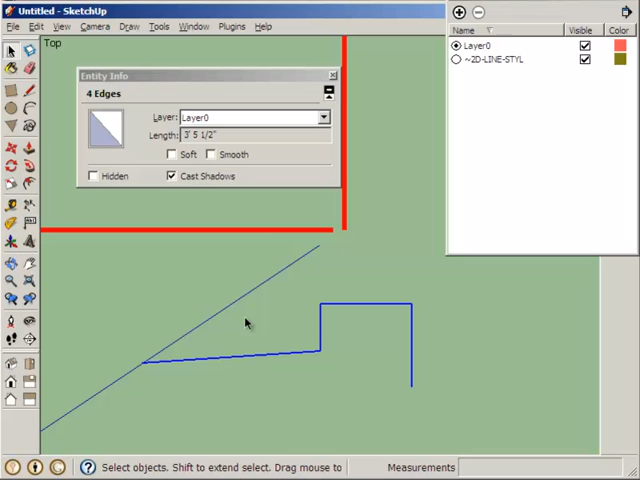 Untitled - SketchUp
File Edit View Camera Draw Tools Window Plugins Help
Top
Name Visible Color
Layer0
~2D-LINE-STYL
Entity Info
4 Edges
Layer: Layer0
Length: 3' 5 1/2"
Soft Smooth
Hidden Cast Shadows
Select objects. Shift to extend select. Drag mouse to Measurements